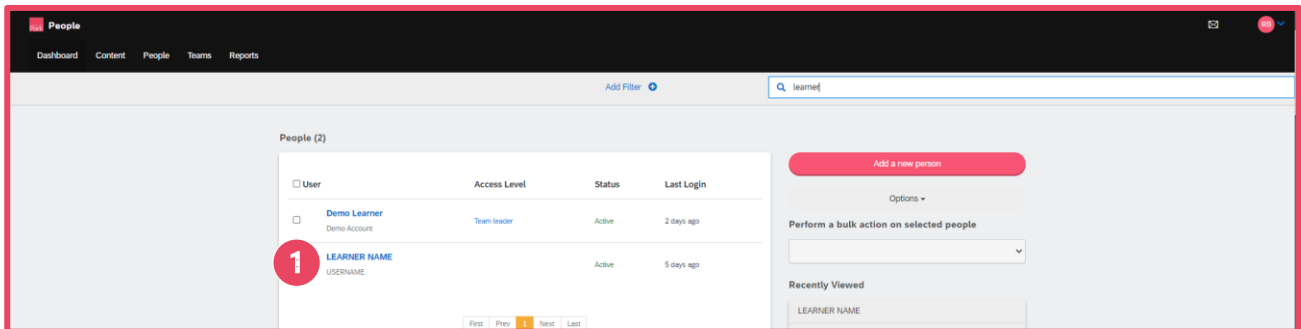 People
RB
Dashboard Content People Teams Reports
Add Filter
learner
People (2)
Add a new person
User Access Level Status Last Login
Options
Demo Learner Team leader Active 2 days ago
Demo Account
Perform a bulk action on selected people
1
LEARNER NAME Active 5 days ago
USERNAME
Recently Viewed
LEARNER NAME
First Prev 1 Next Last